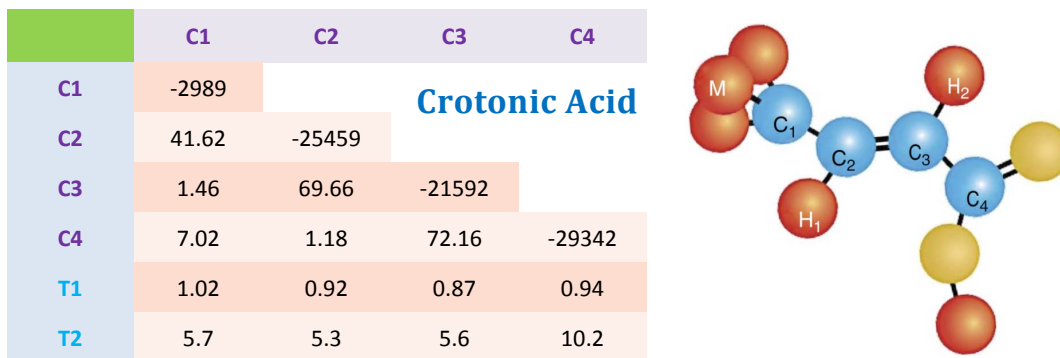 C1 C2 C3 C4
C1 -2989
C2 41.62 -25459
C3 1.46 69.66 -21592
C4 7.02 1.18 72.16 -29342
T1 1.02 0.92 0.87 0.94
T2 5.7 5.3 5.6 10.2
Crotonic Acid
M
H2
C1
C2
C3
C4
H1